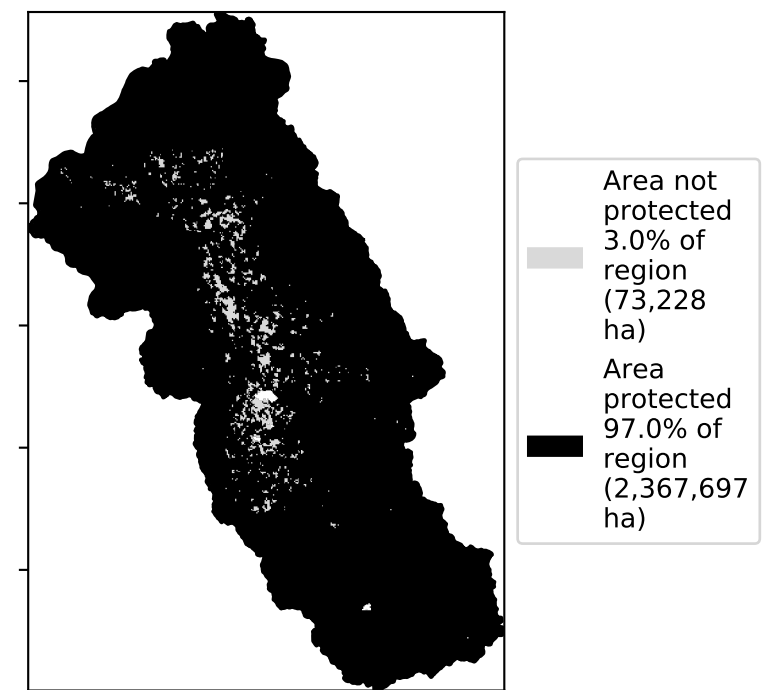 Area not
protected
3.0% of
region
(73,228
ha)
Area
protected
97.0% of
region
(2,367,697
ha)